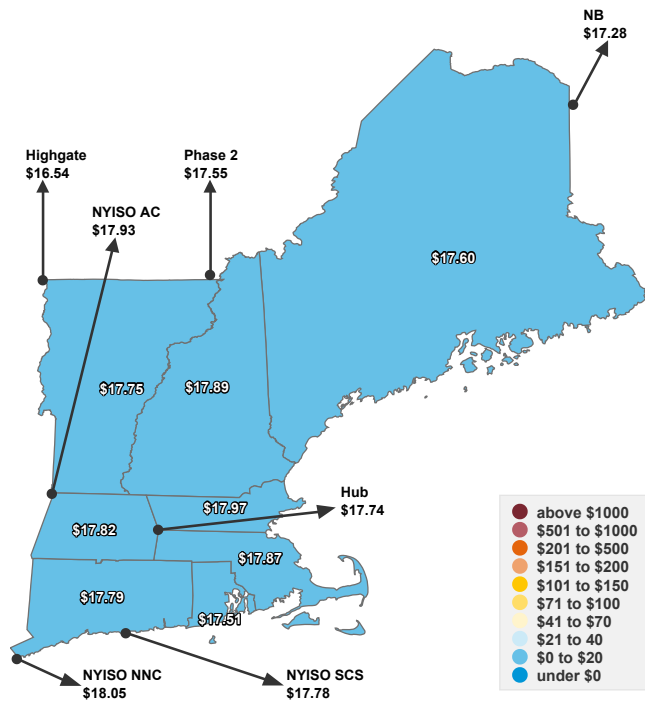 NB
$17.28
Highgate
$16.54
Phase 2
$17.55
NYISO AC
$17.93
$17.60
$17.75
$17.89
Hub
$17.74
$17.97
$17.82
$17.87
$17.79
$17.51
NYISO NNC
$18.05
NYISO SCS
$17.78
above $1000
$501 to $1000
$201 to $500
$151 to $200
$101 to $150
$71 to $100
$41 to $70
$21 to 40
$0 to $20
under $0